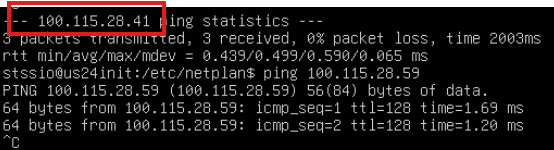 -- 100.115.28.41 ping statistics ---
3 packets transmitted, 3 received, 0% packet loss, time 2003ms
rtt min/avg/max/mdev = 0.439/0.499/0.590/0.065 ms
stssio@us24init:/etc/netplan$ ping 100.115.28.59
PING 100.115.28.59 (100.115.28.59) 56(84) bytes of data.
64 bytes from 100.115.28.59: icmp_seq=1 ttl=128 time=1.69 ms
64 bytes from 100.115.28.59: icmp_seq=2 ttl=128 time=1.20 ms
^C